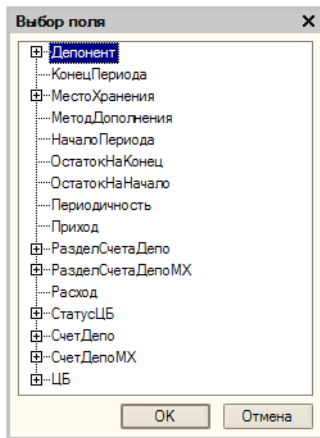 Выбор поля
Депонент
КонецПериода
МестоХранения
МетодДополнения
НачалоПериода
ОстатокНаКонец
ОстатокНаНачало
Периодичность
Приход
РазделСчетаДепо
РазделСчетаДепоМХ
Расход
СтатусЦБ
СчетДепо
СчетДепоМХ
ЦБ
OK Отмена